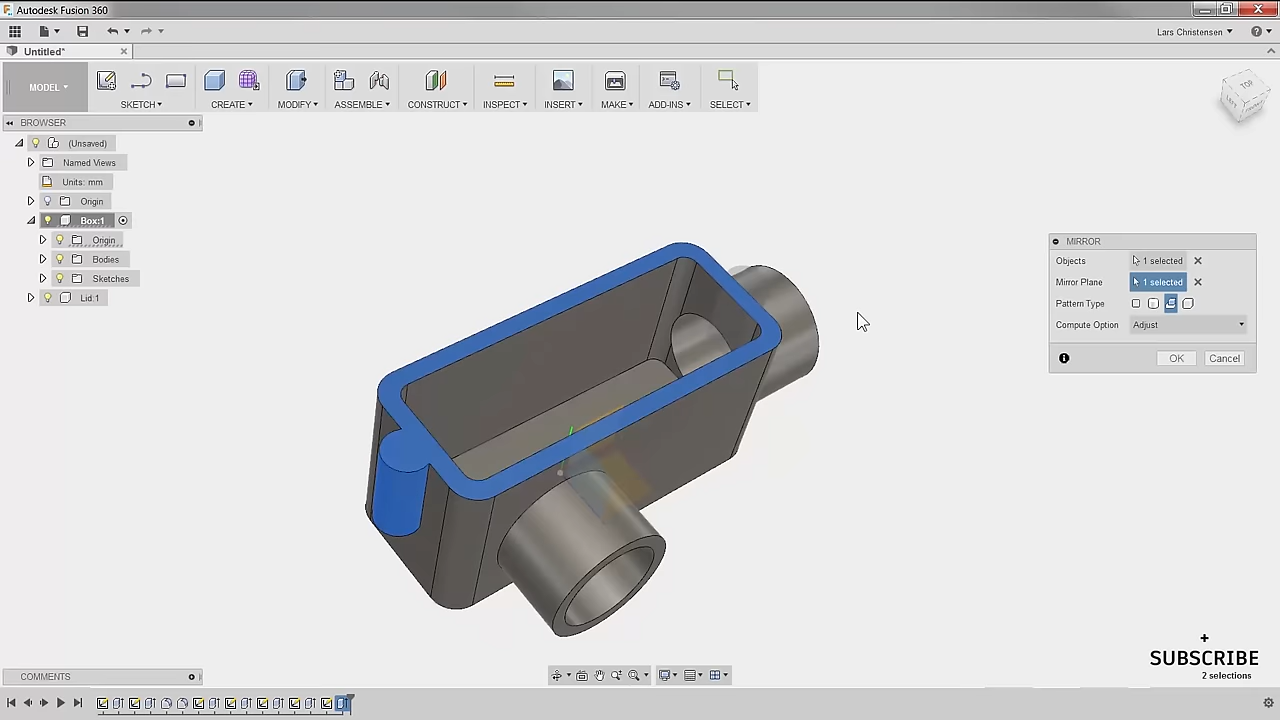 Autodesk Fusion 360
Lars Christensen
Untitled*
MODEL
SKETCH
CREATE
MODIFY
ASSEMBLE
CONSTRUCT
INSPECT
INSERT
MAKE
ADD-INS
SELECT
TOP
BROWSER
(Unsaved)
Named Views
Units: mm
Origin
Box:1
Origin
Bodies
Sketches
Lid:1
MIRROR
Objects 1 selected
Mirror Plane 1 selected
Pattern Type
Compute Option Adjust
OK Cancel
+
SUBSCRIBE
2 selections
COMMENTS